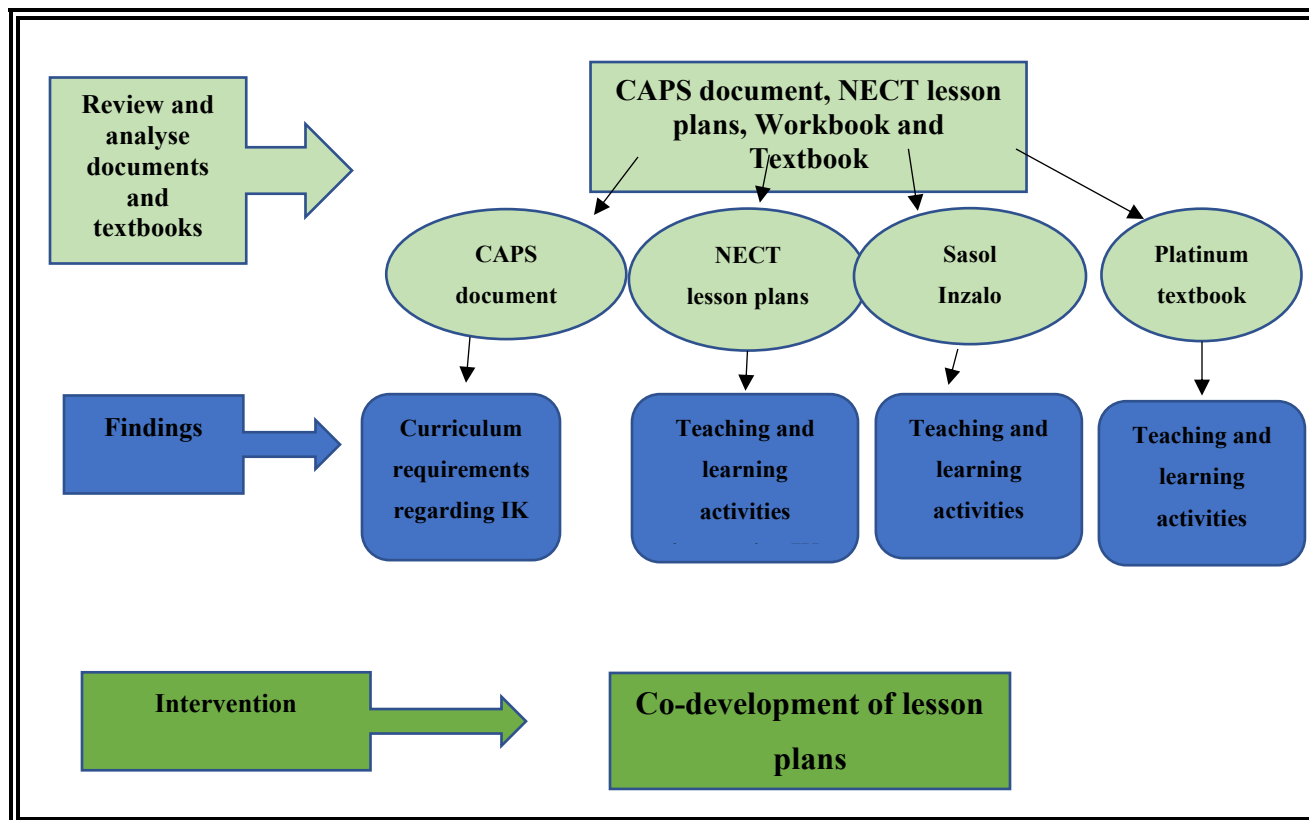 Review and
analyse
documents
and
textbooks
CAPS document, NECT lesson
plans, Workbook and
Textbook
CAPS
document
NECT
lesson plans
Sasol
Inzalo
Platinum
textbook
Findings
Curriculum
requirements
regarding IK
Teaching and
learning
activities
Teaching and
learning
activities
Teaching and
learning
activities
Intervention
Co-development of lesson
plans